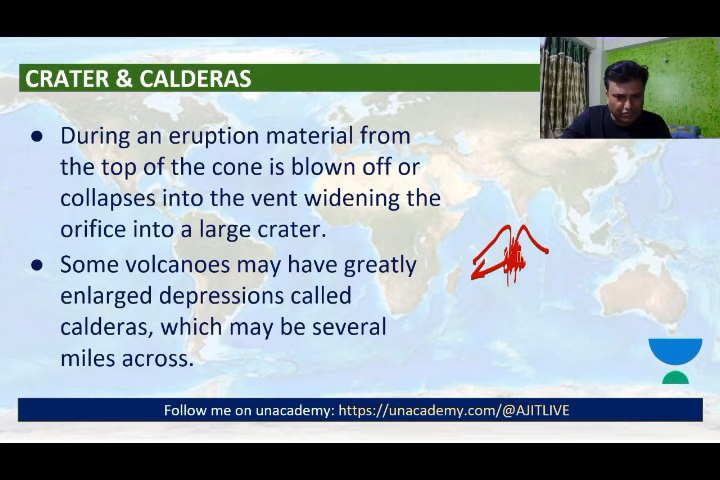 CRATER & CALDERAS
● During an eruption material from
the top of the cone is blown off or
collapses into the vent widening the
orifice into a large crater.
● Some volcanoes may have greatly
enlarged depressions called
calderas, which may be several
miles across.
Follow me on unacademy: https://unacademy.com/@AJITLIVE